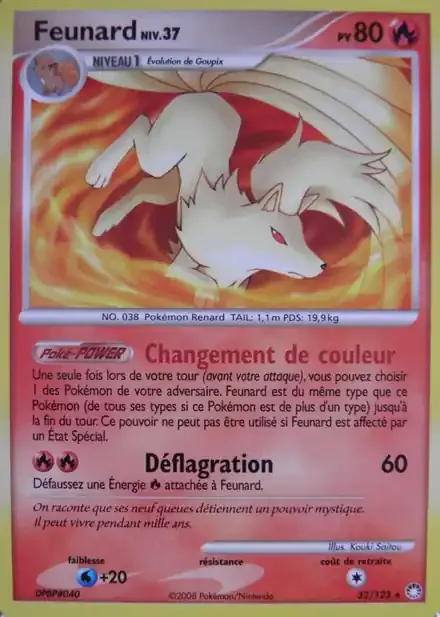 Feunard NIV.37 PV 80
NIVEAU 1 Évolution de Goupix
NO. 038 Pokémon Renard TAIL: 1,1 m PDS: 19,9 kg
Poké-POWER Changement de couleur
Une seule fois lors de votre tour (avant votre attaque), vous pouvez choisir
1 des Pokémon de votre adversaire. Feunard est du même type que ce
Pokémon (de tous ses types si ce Pokémon est de plus d'un type) jusqu'à
la fin du tour. Ce pouvoir ne peut pas être utilisé si Feunard est affecté par
un État Spécial.
Déflagration 60
Défaussez une Énergie attachée à Feunard.
On raconte que ses neuf queues détiennent un pouvoir mystique.
Il peut vivre pendant mille ans.
Illus. Kouki Saitou
faiblesse résistance coût de retraite
+20
©2008 Pokémon/Nintendo
32/123